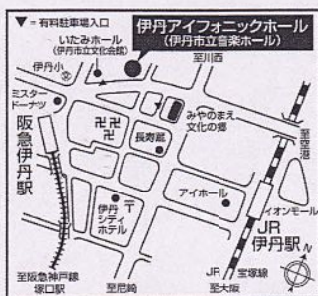 ▼=有料駐車場入口
いたみホール
(伊丹市立文化会館)
伊丹アイフォニックホール
(伊丹市立音楽ホール)
伊丹小
至川西
ミスター
ドーナツ
みやのまえ
文化の郷
至空港
阪急伊丹駅
長寿蔵
アイホール
伊丹
シティ
ホテル
イオンモール
JR
伊丹駅
N
至阪急神戸線
塚口駅
至尼崎
JR 宝塚線
至大阪